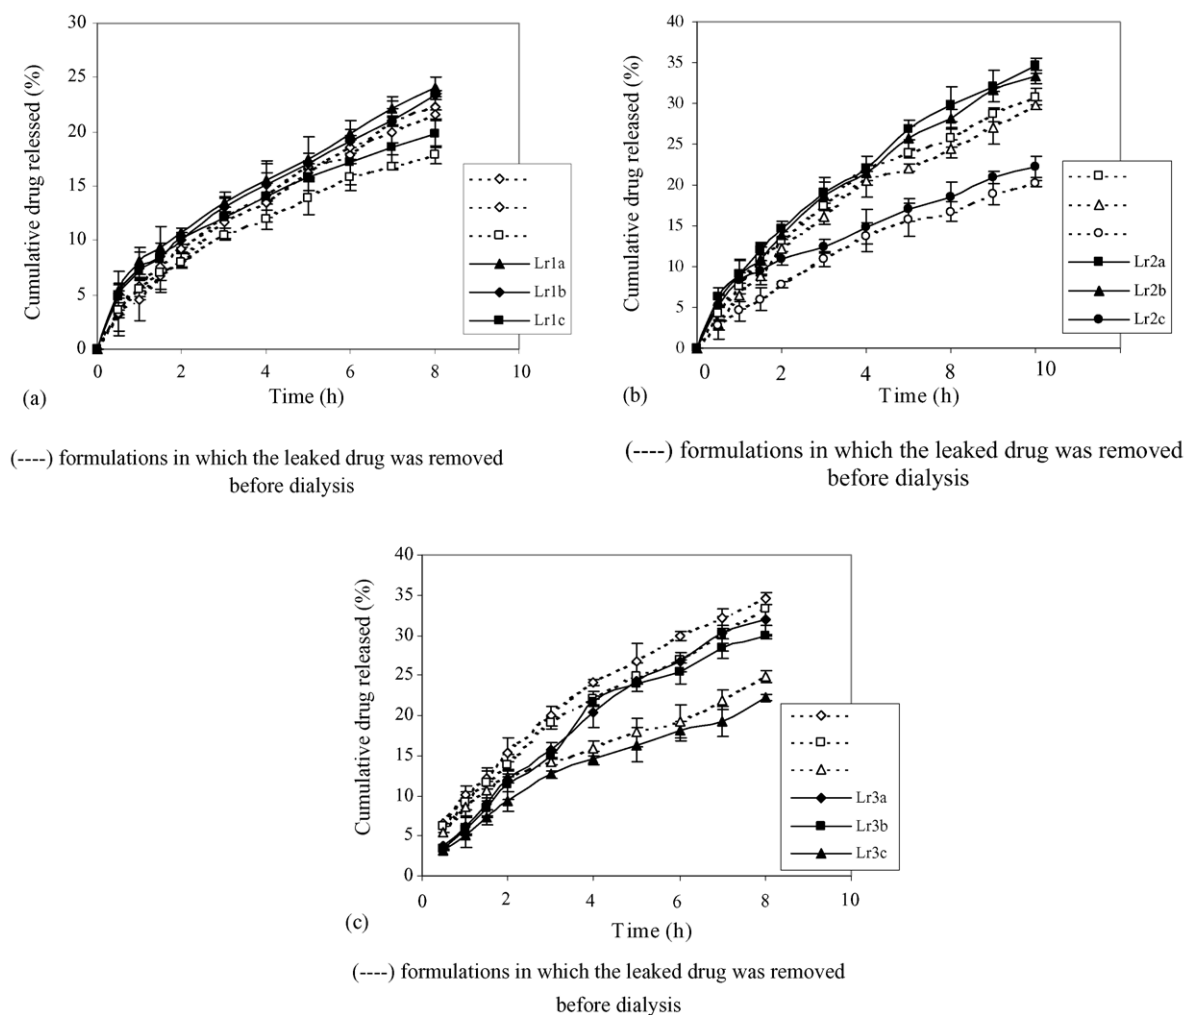 30
25
20
15
10
5
0
Cumulative drug relessed (%)
0 2 4 6 8 10
Time (h)
Lr1a
Lr1b
Lr1c
(a)
(----) formulations in which the leaked drug was removed
before dialysis
40
35
30
25
20
15
10
5
0
Cumulative drug released (%)
0 2 4 6 8 10
Time (h)
Lr2a
Lr2b
Lr2c
(b)
(----) formulations in which the leaked drug was removed
before dialysis
40
35
30
25
20
15
10
5
0
Cumulative drug released (%)
0 2 4 6 8 10
Time (h)
Lr3a
Lr3b
Lr3c
(c)
(----) formulations in which the leaked drug was removed
before dialysis